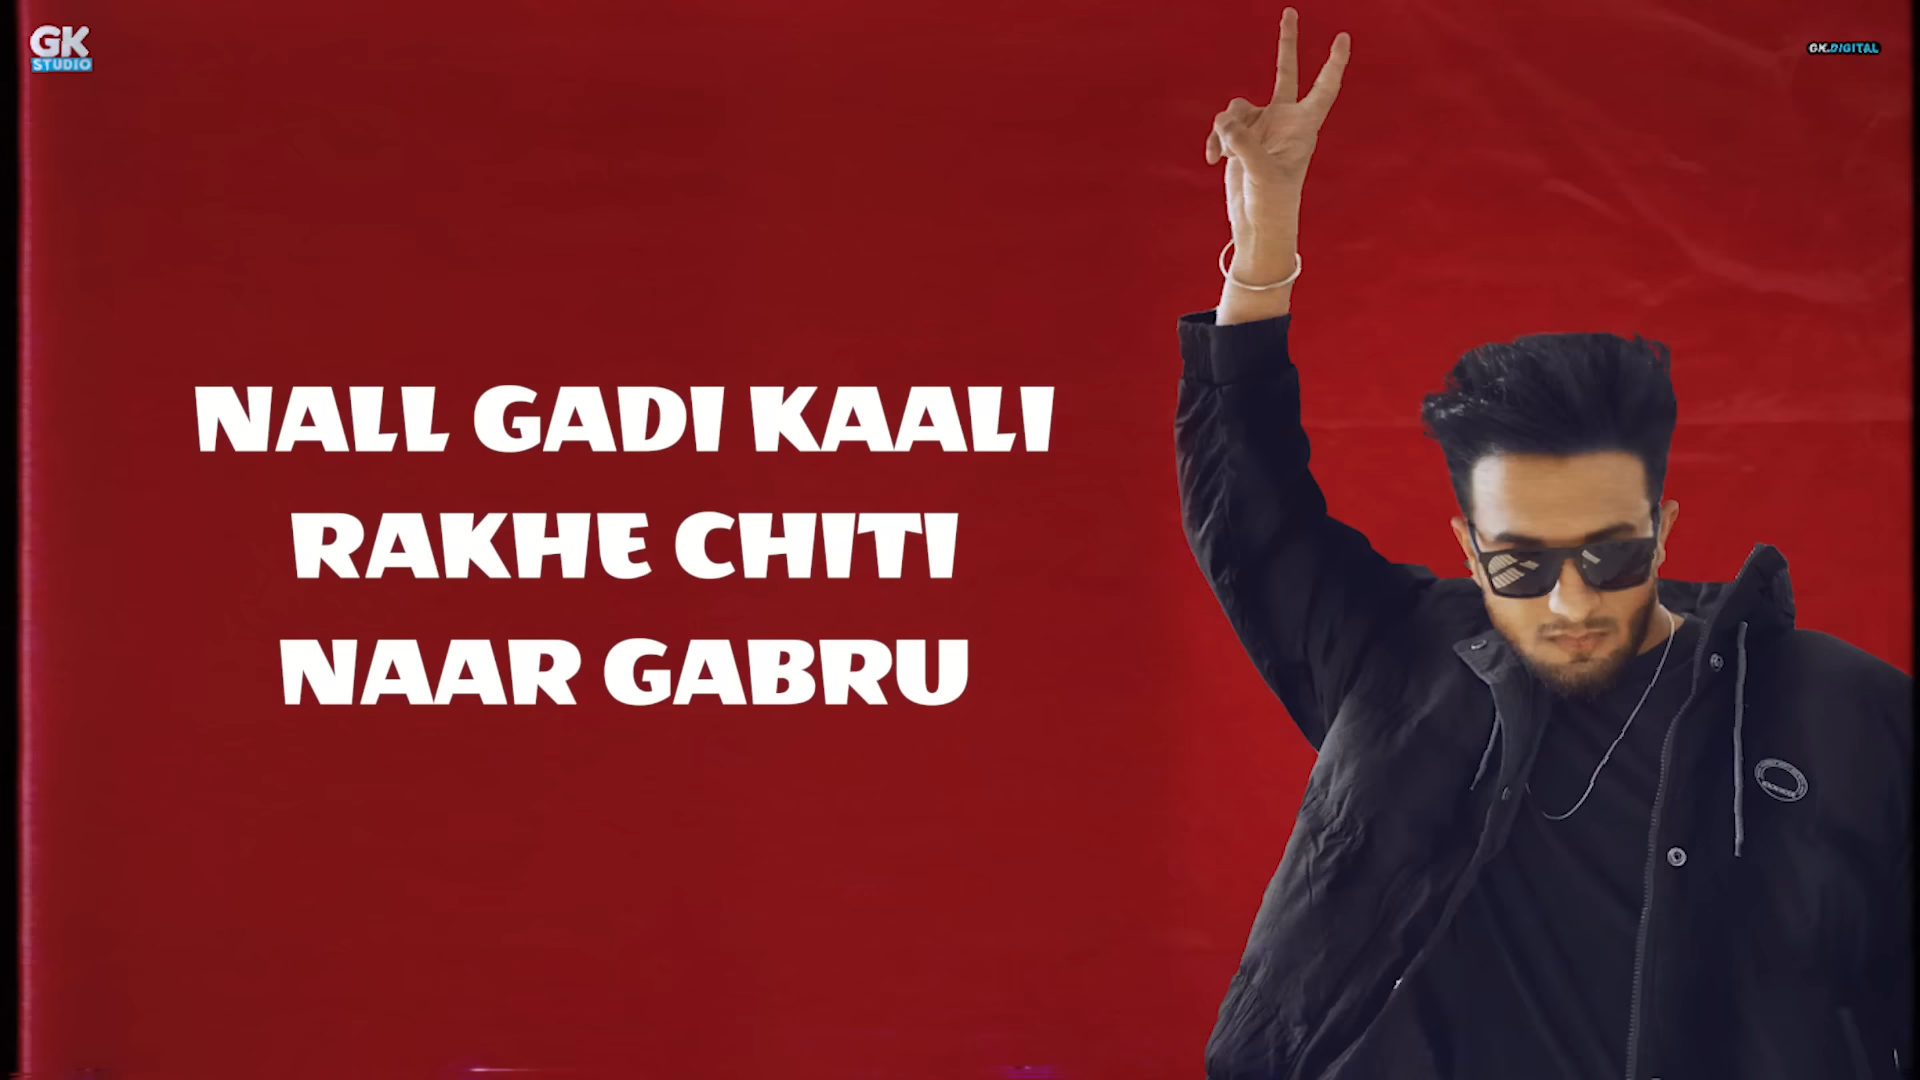 GK
STUDIO
GK.DIGITAL
NALL GADI KAALI
RAKHE CHITI
NAAR GABRU